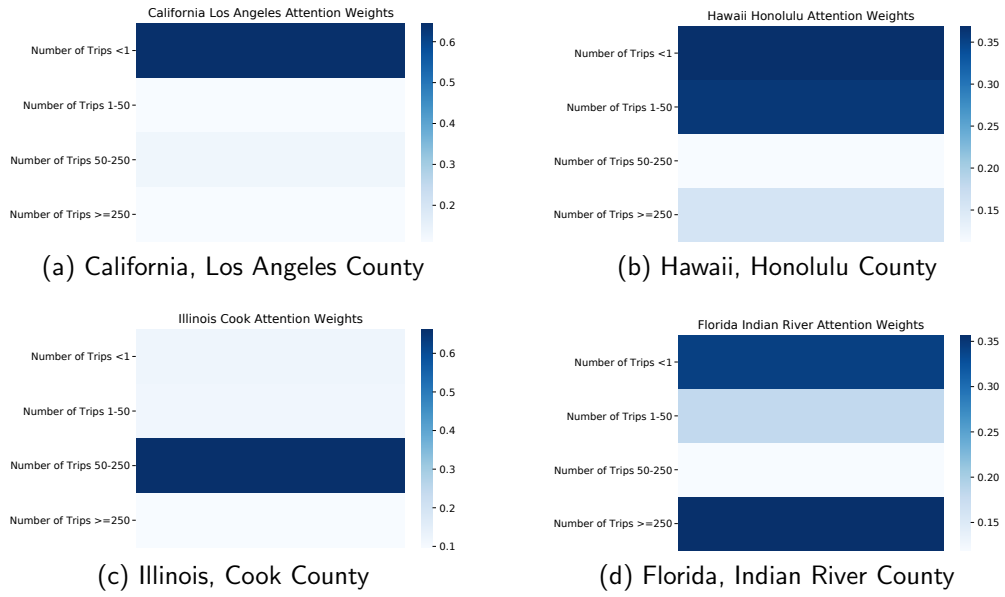 California Los Angeles Attention Weights
Number of Trips <1
Number of Trips 1-50
Number of Trips 50-250
Number of Trips >=250
0.6
0.5
0.4
0.3
0.2
(a) California, Los Angeles County
Hawaii Honolulu Attention Weights
Number of Trips <1
Number of Trips 1-50
Number of Trips 50-250
Number of Trips >=250
0.35
0.30
0.25
0.20
0.15
(b) Hawaii, Honolulu County
Illinois Cook Attention Weights
Number of Trips <1
Number of Trips 1-50
Number of Trips 50-250
Number of Trips >=250
0.6
0.5
0.4
0.3
0.2
0.1
(c) Illinois, Cook County
Florida Indian River Attention Weights
Number of Trips <1
Number of Trips 1-50
Number of Trips 50-250
Number of Trips >=250
0.35
0.30
0.25
0.20
0.15
(d) Florida, Indian River County